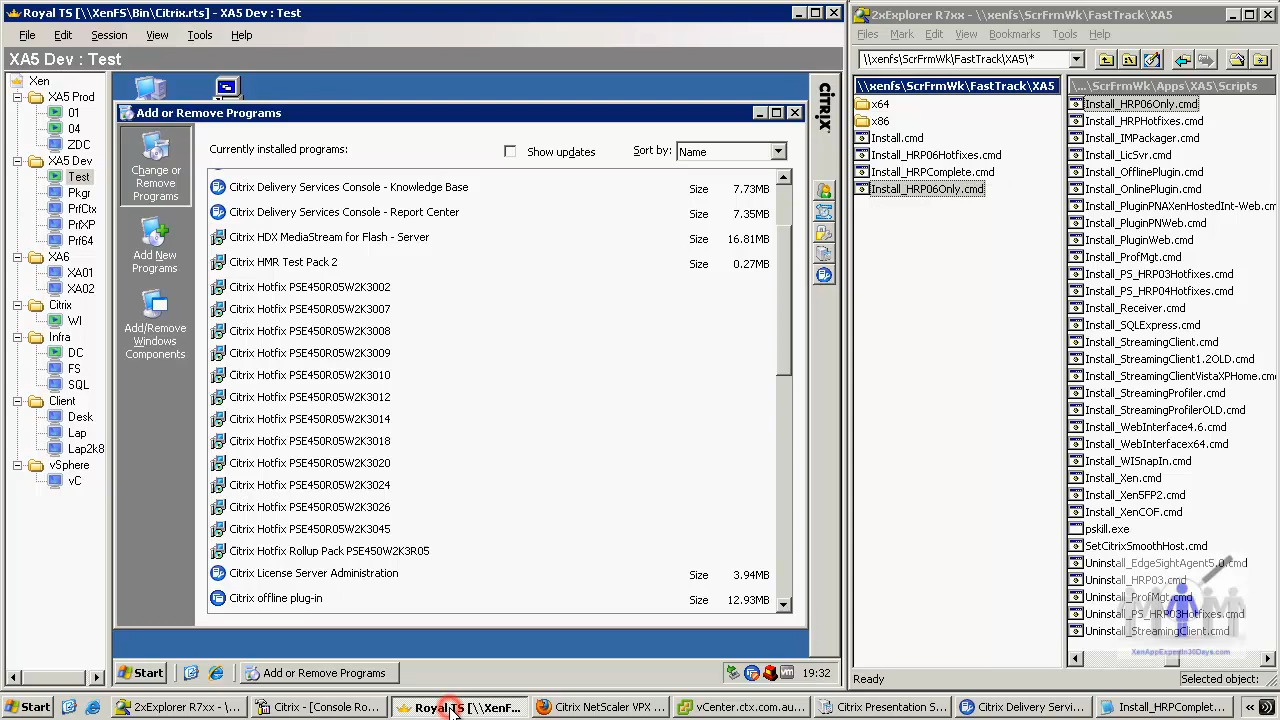 Royal TS [\\XenFS\Bin\Citrix.rts] - XA5 Dev : Test
File Edit Session View Tools Help
XA5 Dev : Test
Xen
XA5 Prod
01
04
ZDC
XA5 Dev
Test
Pkgr
PrfCtx
PrfXP
Prf64
XA6
XA01
XA02
Citrix
WI
Infra
DC
FS
SQL
Client
Desk
Lap
Lap2k8
vSphere
vC
Add or Remove Programs
Change or
Remove
Programs
Add New
Programs
Add/Remove
Windows
Components
Currently installed programs:
Show updates
Sort by: Name
Citrix Delivery Services Console - Knowledge Base Size 7.73MB
Citrix Delivery Services Console - Report Center Size 7.35MB
Citrix HDX MediaStream for Flash - Server Size 16.81MB
Citrix HMR Test Pack 2 Size 0.27MB
Citrix Hotfix PSE450R05W2K3002
Citrix Hotfix PSE450R05W2K3007
Citrix Hotfix PSE450R05W2K3008
Citrix Hotfix PSE450R05W2K3009
Citrix Hotfix PSE450R05W2K3010
Citrix Hotfix PSE450R05W2K3012
Citrix Hotfix PSE450R05W2K3014
Citrix Hotfix PSE450R05W2K3018
Citrix Hotfix PSE450R05W2K3020
Citrix Hotfix PSE450R05W2K3024
Citrix Hotfix PSE450R05W2K3026
Citrix Hotfix PSE450R05W2K3045
Citrix Hotfix Rollup Pack PSE450W2K3R05
Citrix License Server Administration Size 3.94MB
Citrix offline plug-in Size 12.93MB
CITRIX
Start Add or Remove Programs 19:32
2xExplorer R7xx - \\xenfs\ScrFrmWk\FastTrack\XA5
Files Mark Edit View Bookmarks Tools Help
\\xenfs\ScrFrmWk\FastTrack\XA5\*
\\xenfs\ScrFrmWk\FastTrack\XA5
x64
x86
Install.cmd
Install_HRP06Hotfixes.cmd
Install_HRPComplete.cmd
Install_HRP06Only.cmd
\...\ScrFrmWk\Apps\XA5\Scripts
Install_HRP06Only.cmd
Install_HRPHotfixes.cmd
Install_IMPackager.cmd
Install_LicSvr.cmd
Install_OfflinePlugin.cmd
Install_OnlinePlugin.cmd
Install_PluginPNAXenHostedInt-Web.cm
Install_PluginPNWeb.cmd
Install_PluginWeb.cmd
Install_ProfMgt.cmd
Install_PS_HRP03Hotfixes.cmd
Install_PS_HRP04Hotfixes.cmd
Install_Receiver.cmd
Install_SQLExpress.cmd
Install_StreamingClient.cmd
Install_StreamingClient1.2OLD.cmd
Install_StreamingClientVistaXPHome.cmd
Install_StreamingProfiler.cmd
Install_StreamingProfilerOLD.cmd
Install_WebInterface4.6.cmd
Install_WebInterfacex64.cmd
Install_WISnapIn.cmd
Install_Xen.cmd
Install_Xen5FP2.cmd
Install_XenCOF.cmd
pskill.exe
SetCitrixSmoothHost.cmd
Uninstall_EdgeSightAgent5.0.cmd
Uninstall_HRP03.cmd
Uninstall_ProfMgt.cmd
Uninstall_PS_HRP03Hotfixes.cmd
Uninstall_StreamingClient.cmd
XenAppExpertin30Days.com
Ready
Selected object:
Start 2xExplorer R7xx - \... Citrix - [Console Ro... Royal TS [\\XenF... Citrix NetScaler VPX ... vCenter.ctx.com.au... Citrix Presentation S... Citrix Delivery Servic... Install_HRPComplete...